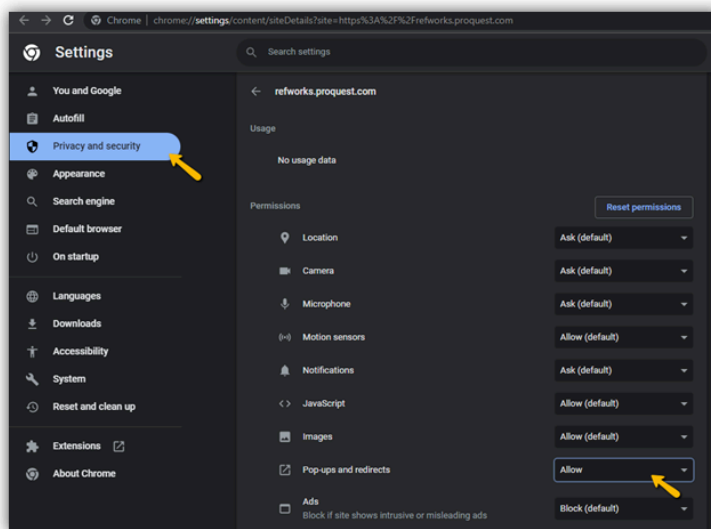 Chrome | chrome://settings/content/siteDetails?site=https%3A%2F%2Frefworks.proquest.com
Settings
Search settings
You and Google
Autofill
Privacy and security
Appearance
Search engine
Default browser
On startup
Languages
Downloads
Accessibility
System
Reset and clean up
Extensions
About Chrome
refworks.proquest.com
Usage
No usage data
Permissions
Reset permissions
Location
Ask (default)
Camera
Ask (default)
Microphone
Ask (default)
Motion sensors
Allow (default)
Notifications
Ask (default)
JavaScript
Allow (default)
Images
Allow (default)
Pop-ups and redirects
Allow
Ads
Block if site shows intrusive or misleading ads
Block (default)